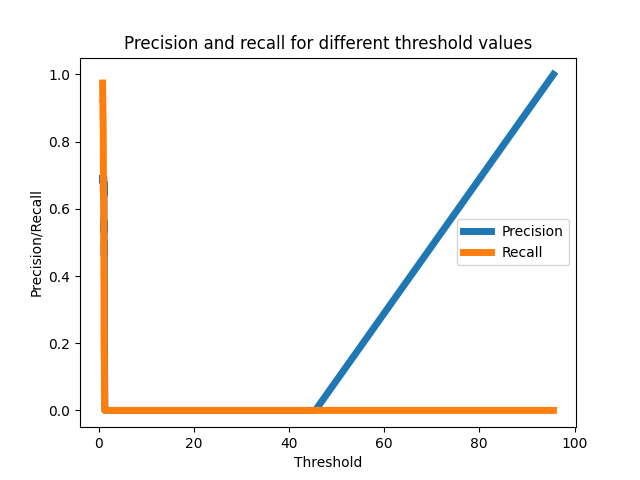 Precision and recall for different threshold values
1.0
0.8
0.6
0.4
0.2
0.0
Precision/Recall
Precision
Recall
0
20
40
60
80
100
Threshold